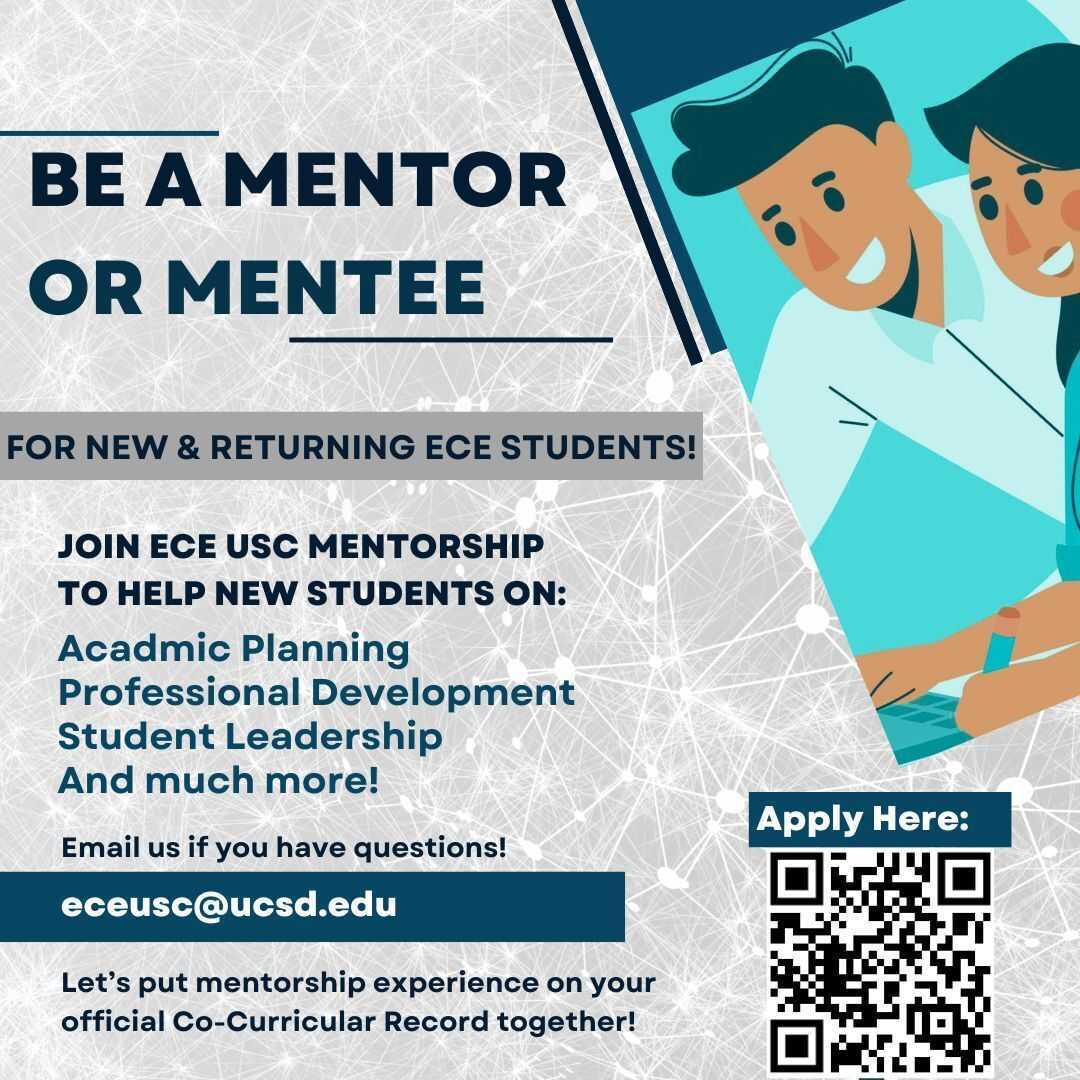 BE A MENTOR
OR MENTEE
FOR NEW & RETURNING ECE STUDENTS!
JOIN ECE USC MENTORSHIP
TO HELP NEW STUDENTS ON:
Acadmic Planning
Professional Development
Student Leadership
And much more!
Email us if you have questions!
eceusc@ucsd.edu
Let's put mentorship experience on your
official Co-Curricular Record together!
Apply Here: